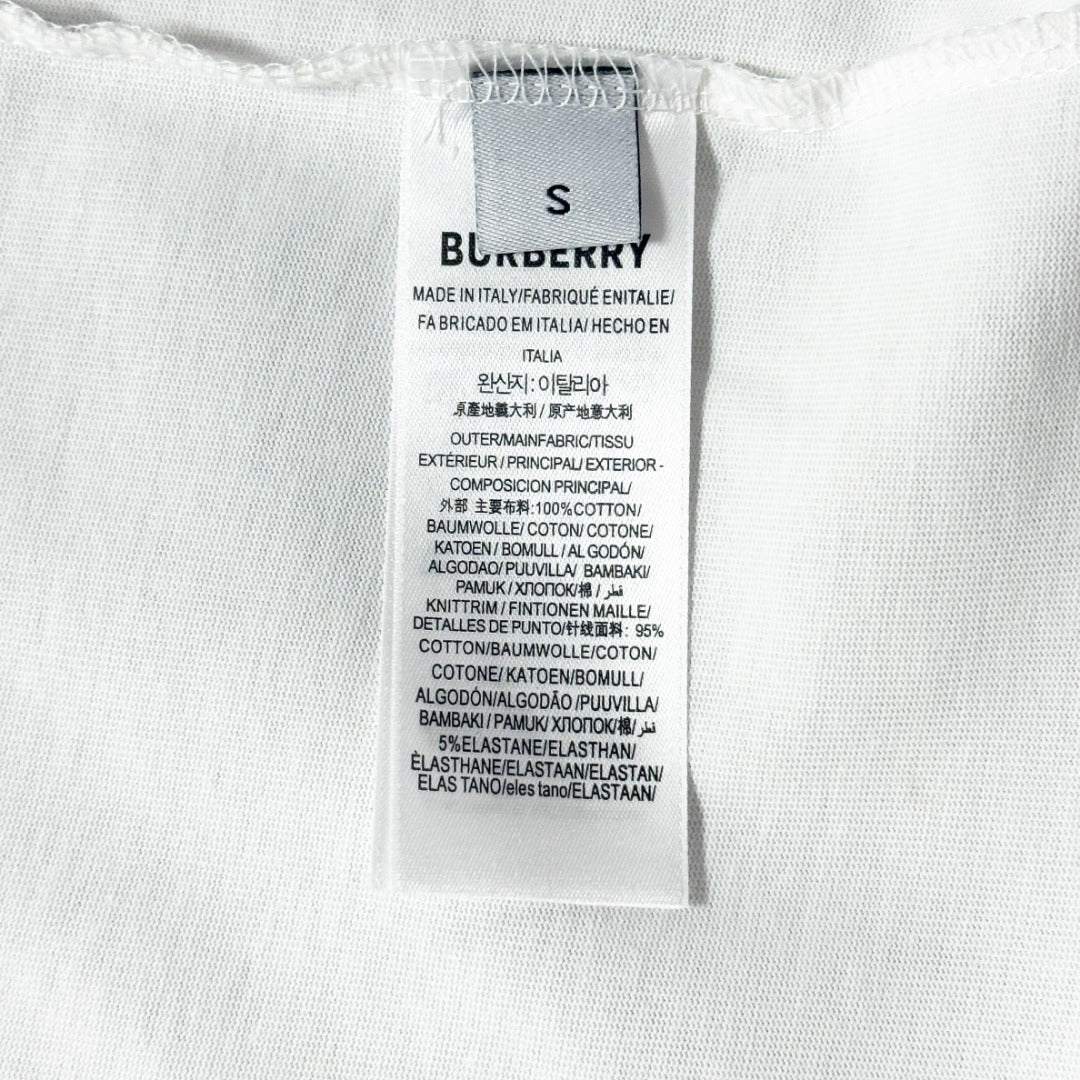 S
BURBERRY
MADE IN ITALY/FABRIQUÉ ENITALIE/
FA BRICADO EM ITALIA/ HECHO EN
ITALIA
완산지: 이탈리아
原產地義大利 / 原产地意大利
OUTER/MAINFABRIC/TISSU
EXTÉRIEUR / PRINCIPAL/ EXTERIOR -
COMPOSICION PRINCIPAL/
外部 主要布料:100%COTTON/
BAUMWOLLE/ COTON/ COTONE/
KATOEN / BOMULL / AL GODÓN/
ALGODAO/ PUUVILLA/ BAMBAKI/
PAMUK / ХЛОПОК/棉 / قطر
KNITTRIM / FINTIONEN MAILLE/
DETALLES DE PUNTO/针线面料: 95%
COTTON/BAUMWOLLE/COTON/
COTONE/ KATOEN/BOMULL/
ALGODÓN/ALGODÃO /PUUVILLA/
BAMBAKI / PAMUK/ ХЛОПОК/棉/ قطر
5%ELASTANE/ELASTHAN/
ÈLASTHANE/ELASTAAN/ELASTAN/
ELAS TANO/eles tano/ELASTAAN/